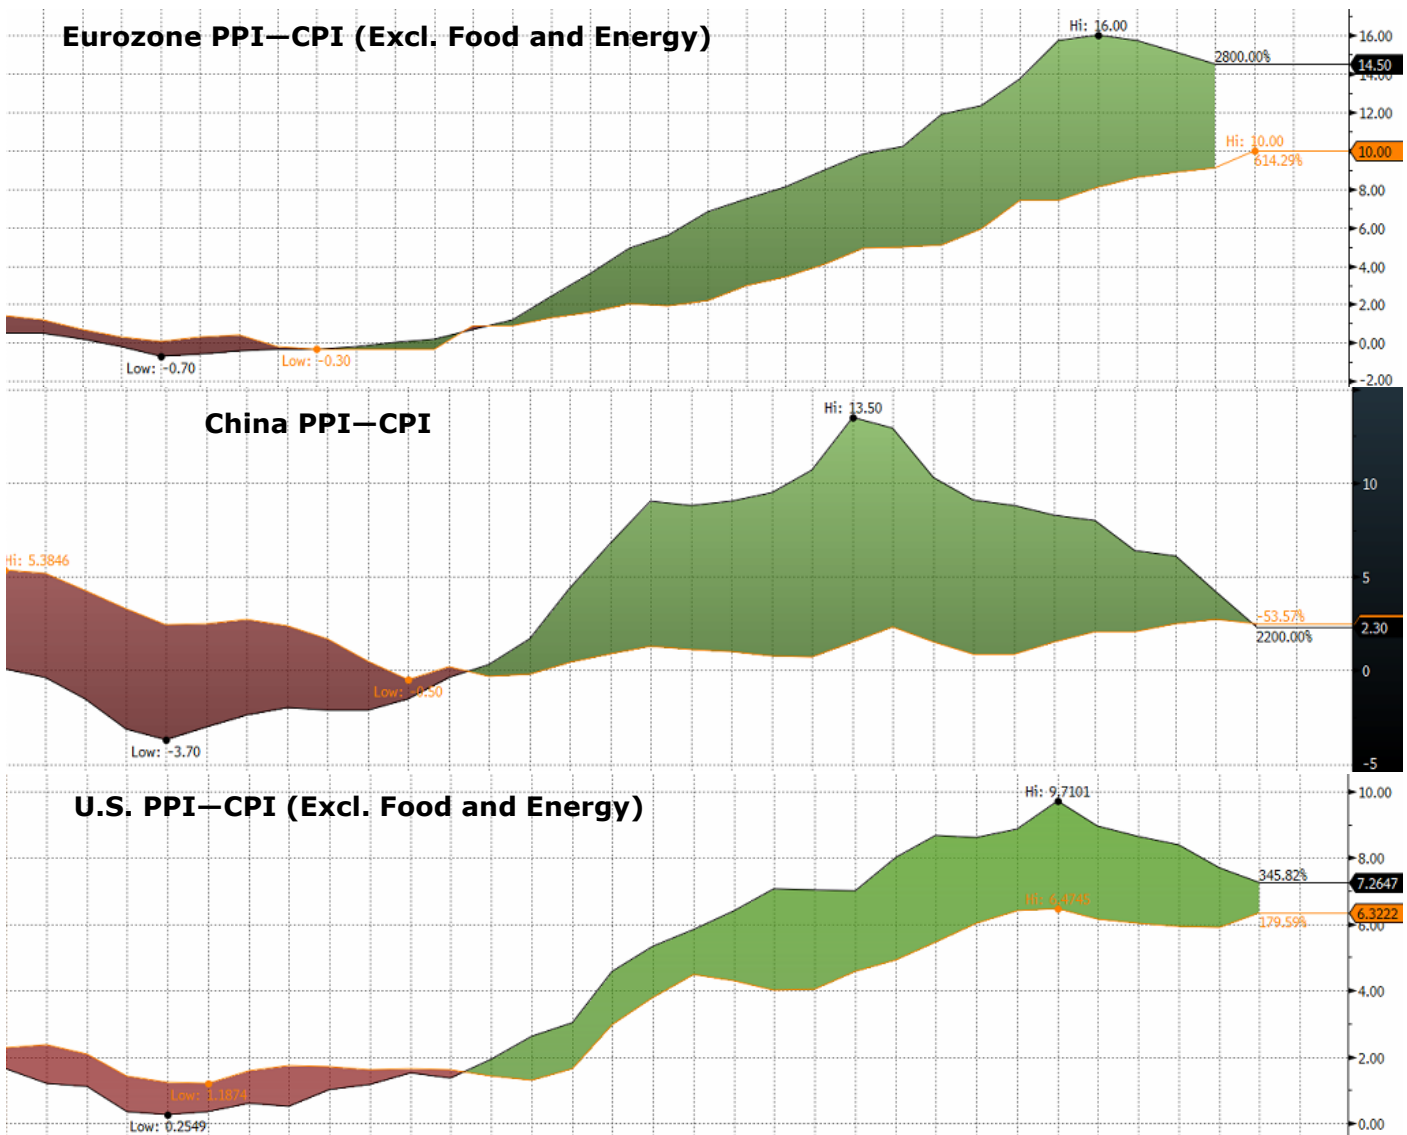 Eurozone PPI—CPI (Excl. Food and Energy)
Hi: 16.00
16.00
2800.00%
14.50
14.00
12.00
Hi: 10.00
10.00
614.29%
8.00
6.00
4.00
2.00
0.00
Low: -0.30
Low: -0.70
-2.00
China PPI—CPI
Hi: 13.50
10
Hi: 5.3846
5
-53.57%
2.30
2200.00%
0
Low: -0.50
Low: -3.70
-5
U.S. PPI—CPI (Excl. Food and Energy)
Hi: 9.7101
10.00
8.00
345.82%
7.2647
Hi: 6.4745
6.3222
179.59%
6.00
4.00
2.00
Low: 1.1874
Low: 0.2549
0.00